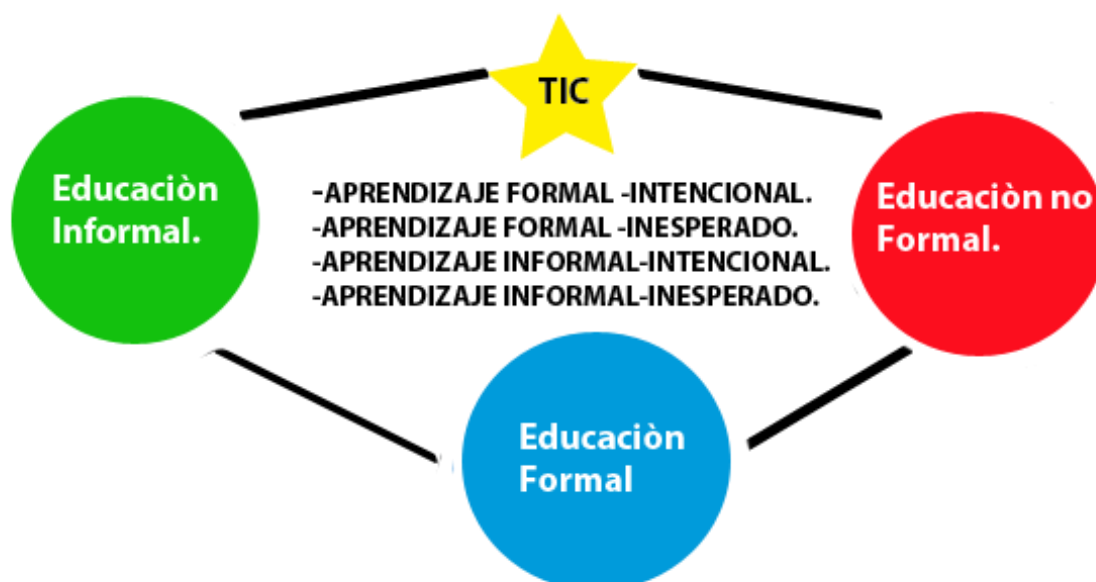 TIC
Educaciòn
Informal.
-APRENDIZAJE FORMAL -INTENCIONAL.
-APRENDIZAJE FORMAL -INESPERADO.
-APRENDIZAJE INFORMAL-INTENCIONAL.
-APRENDIZAJE INFORMAL-INESPERADO.
Educaciòn no
Formal.
Educaciòn
Formal